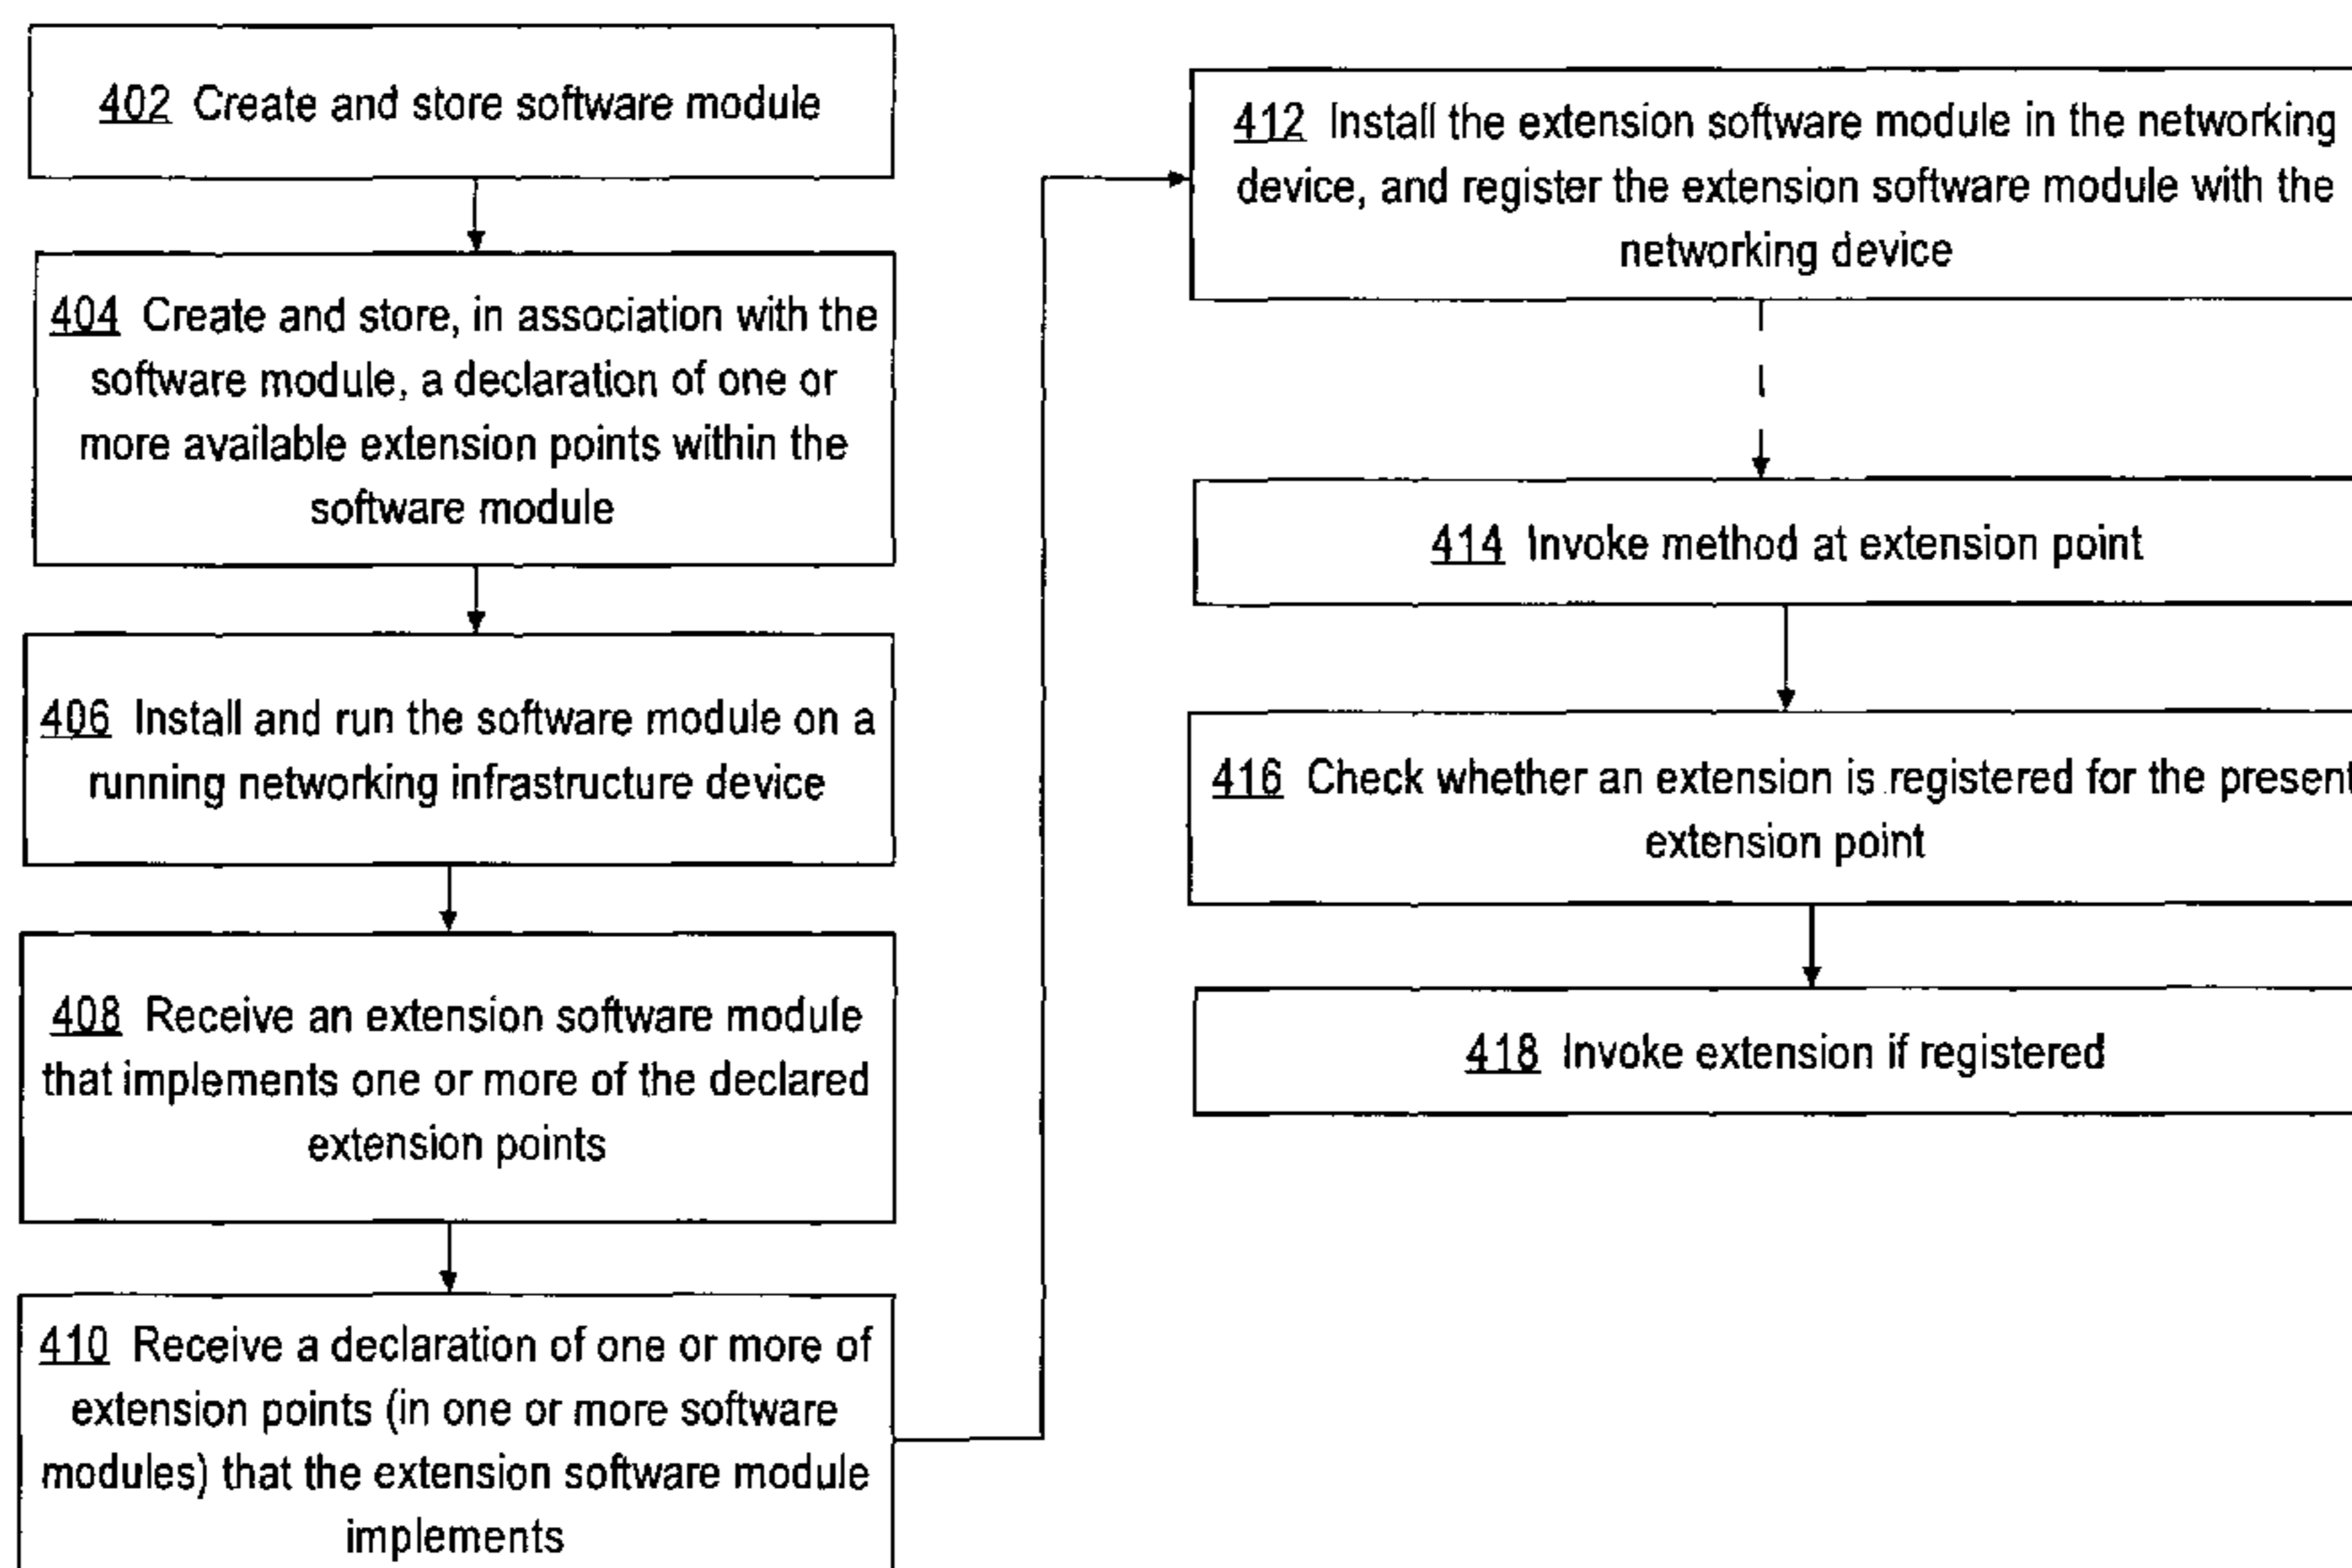 402 Create and store software module
404 Create and store, in association with the
software module, a declaration of one or
more available extension points within the
software module
406 Install and run the software module on a
running networking infrastructure device
408 Receive an extension software module
that implements one or more of the declared
extension points
410 Receive a declaration of one or more of
extension points (in one or more software
modules) that the extension software module
implements
412 Install the extension software module in the networking
device, and register the extension software module with the
networking device
414 Invoke method at extension point
416 Check whether an extension is registered for the present
extension point
418 Invoke extension if registered